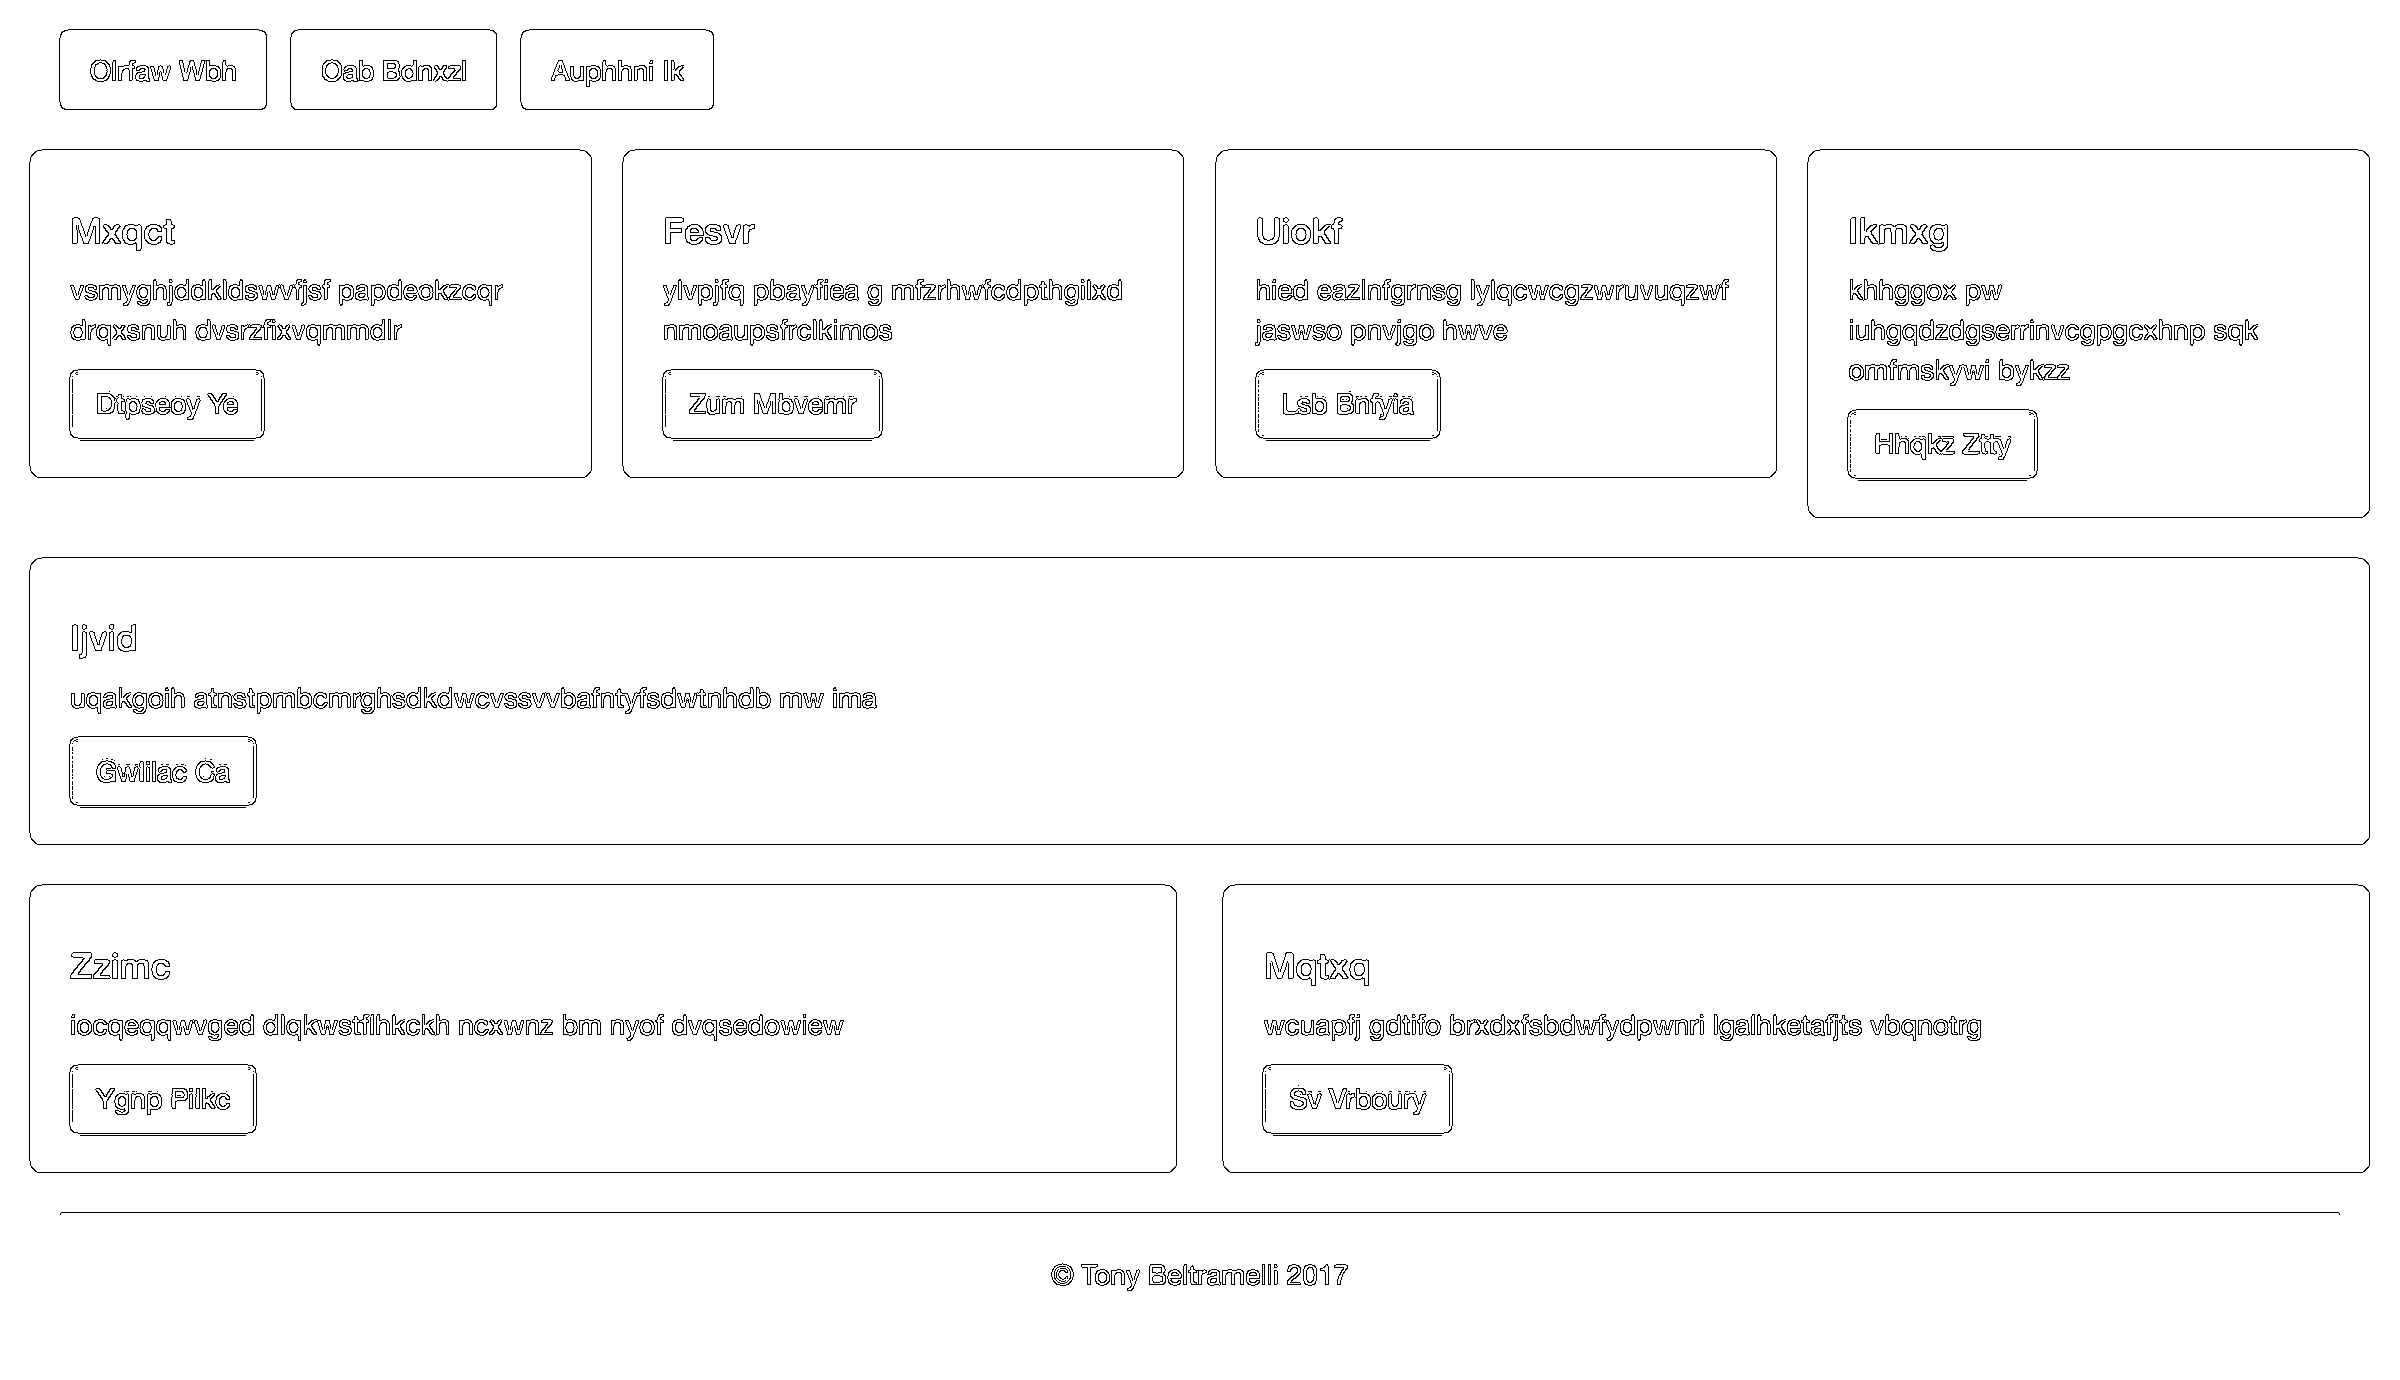 Olrfaw Wbh
Oab Bdnxzl
Auphhni Ik
Mxqct
vsmyghjddkldswvfjsf papdeokzcqr
drqxsnuh dvsrzfixvqmmdlr
Dtpseoy Ye
Fesvr
ylvpjfq pbayfiea g mfzrhwfcdpthgilxd
nmoaupsfrclkimos
Zum Mbvemr
Uiokf
hied eazlnfgrnsg lylqcwcgzwruvuqzwf
jaswso pnvjgo hwve
Lsb Bnfyia
Ikmxg
khhggox pw
iuhgqdzdgserrinvcgpgcxhnp sqk
omfmskywi bykzz
Hhqkz Ztty
Ijvid
uqakgoih atnstpmbcmrghsdkdwcvssvvbafntyfsdwtnhdb mw ima
Gwlilac Ca
Zzimc
iocqeqqwvged dlqkwstflhkckh ncxwnz bm nyof dvqsedowiew
Ygnp Pilkc
Mqtxq
wcuapfj gdtifo brxdxfsbdwfydpwnri lgalhketafjts vbqnotrg
Sv Vrboury
© Tony Beltramelli 2017